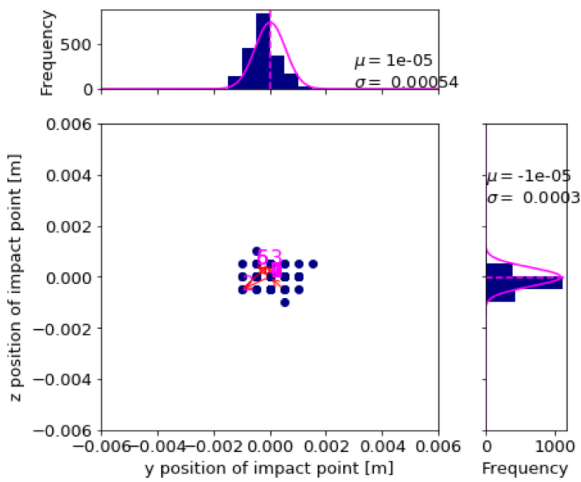 Frequency
500
0
μ = 1e-05
σ = 0.00054
0.006
0.004
0.002
0.000
−0.002
−0.004
−0.006
z position of impact point [m]
63
−0.006
−0.004
−0.002
0.000
0.002
0.004
0.006
y position of impact point [m]
μ = -1e-05
σ = 0.0003
0
1000
Frequency